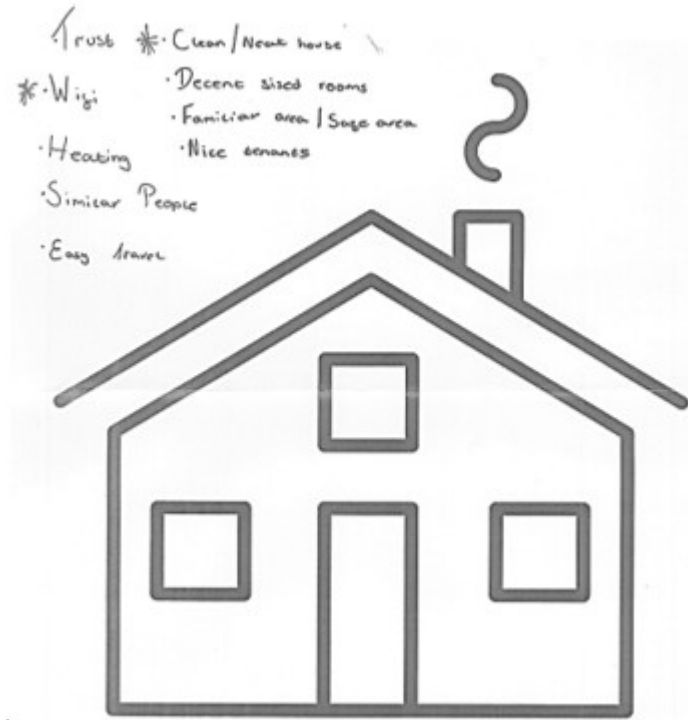 · Trust
* · Wifi
· Heating
· Similar People
· Easy travel
* · Clean / Neat house
· Decent sized rooms
· Familiar area / Safe area
· Nice tenants